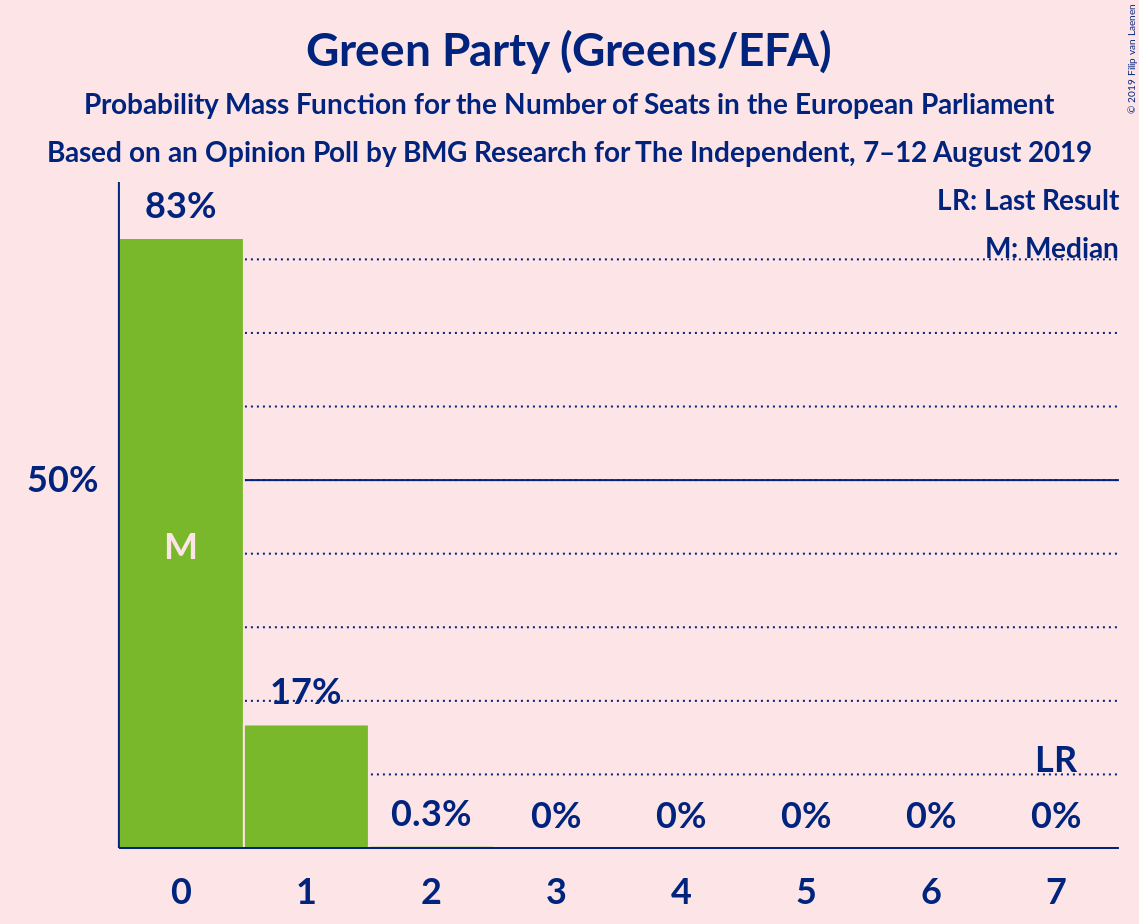 © 2019 Filip van Laenen
Green Party (Greens/EFA)
Probability Mass Function for the Number of Seats in the European Parliament
Based on an Opinion Poll by BMG Research for The Independent, 7–12 August 2019
LR: Last Result
M: Median
83%
50%
M
17%
LR
0.3% 0% 0% 0% 0% 0%
0 1 2 3 4 5 6 7